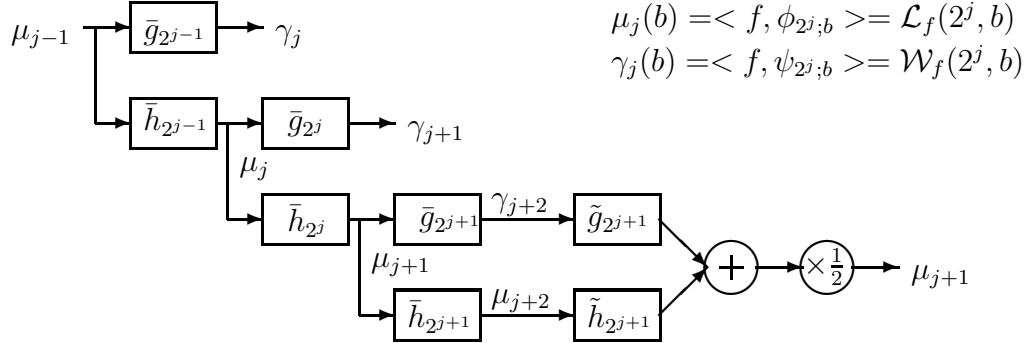 μ_{j−1} ḡ_{2^{j−1}} γ_j
μ_j(b) =< f, ϕ_{2^j;b} >= 𝓛_f(2^j, b)
γ_j(b) =< f, ψ_{2^j;b} >= 𝓦_f(2^j, b)
h̄_{2^{j−1}} ḡ_{2^j} γ_{j+1}
μ_j
h̄_{2^j} ḡ_{2^{j+1}} γ_{j+2} g̃_{2^{j+1}}
μ_{j+1} + ×½ μ_{j+1}
h̄_{2^{j+1}} μ_{j+2} h̃_{2^{j+1}}